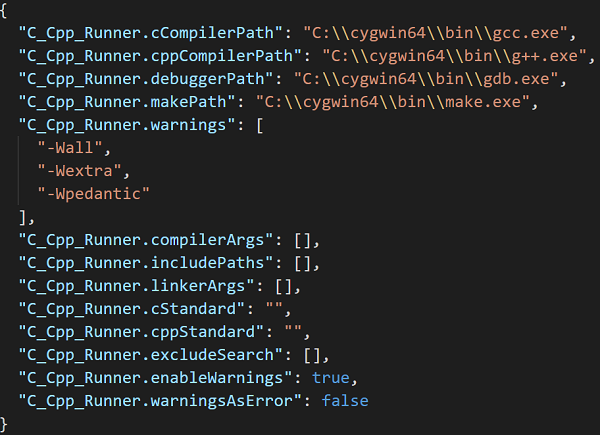 {
"C_Cpp_Runner.cCompilerPath": "C:\\cygwin64\\bin\\gcc.exe",
"C_Cpp_Runner.cppCompilerPath": "C:\\cygwin64\\bin\\g++.exe",
"C_Cpp_Runner.debuggerPath": "C:\\cygwin64\\bin\\gdb.exe",
"C_Cpp_Runner.makePath": "C:\\cygwin64\\bin\\make.exe",
"C_Cpp_Runner.warnings": [
"-Wall",
"-Wextra",
"-Wpedantic"
],
"C_Cpp_Runner.compilerArgs": [],
"C_Cpp_Runner.includePaths": [],
"C_Cpp_Runner.linkerArgs": [],
"C_Cpp_Runner.cStandard": "",
"C_Cpp_Runner.cppStandard": "",
"C_Cpp_Runner.excludeSearch": [],
"C_Cpp_Runner.enableWarnings": true,
"C_Cpp_Runner.warningsAsError": false
}